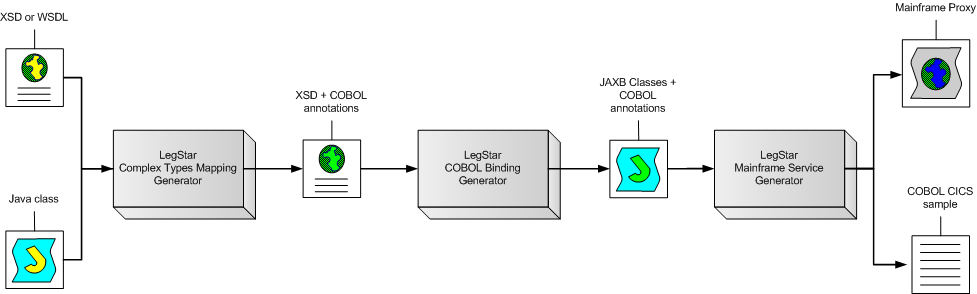 XSD or WSDL
Java class
LegStar
Complex Types Mapping
Generator
XSD + COBOL
annotations
LegStar
COBOL Binding
Generator
JAXB Classes +
COBOL
annotations
LegStar
Mainframe Service
Generator
Mainframe Proxy
COBOL CICS
sample